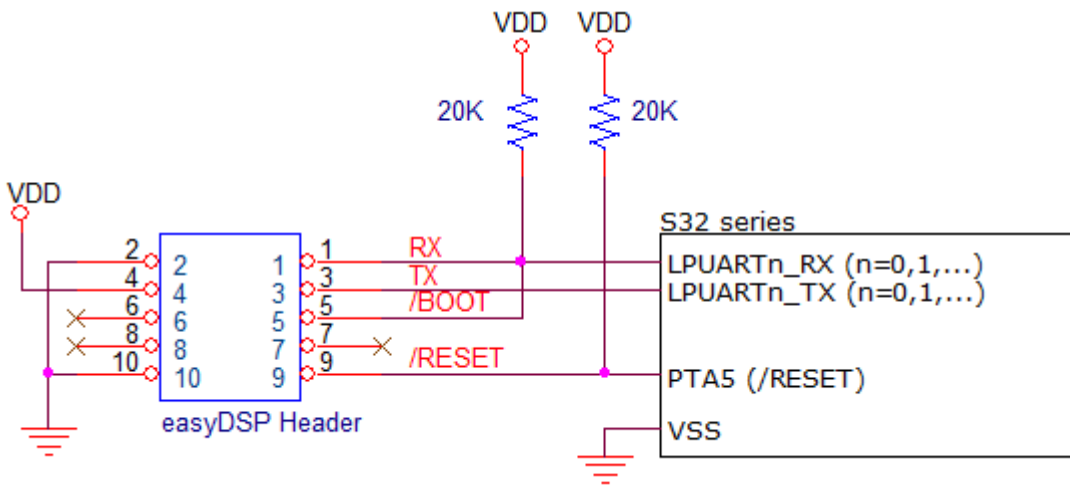 VDD VDD
20K 20K
VDD
S32 series
2 2 1 1 RX LPUARTn_RX (n=0,1,...)
4 4 3 3 TX LPUARTn_TX (n=0,1,...)
6 6 5 5 /BOOT
8 8 7 7
10 10 9 9 /RESET PTA5 (/RESET)
easyDSP Header
VSS